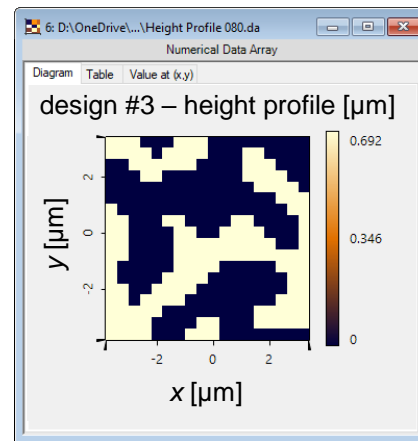 6: D:\OneDrive\...\Height Profile 080.da
Numerical Data Array
Diagram Table Value at (x,y)
design #3 – height profile [µm]
0.692
0.346
0
y [µm]
2
0
-2
-2 0 2
x [µm]